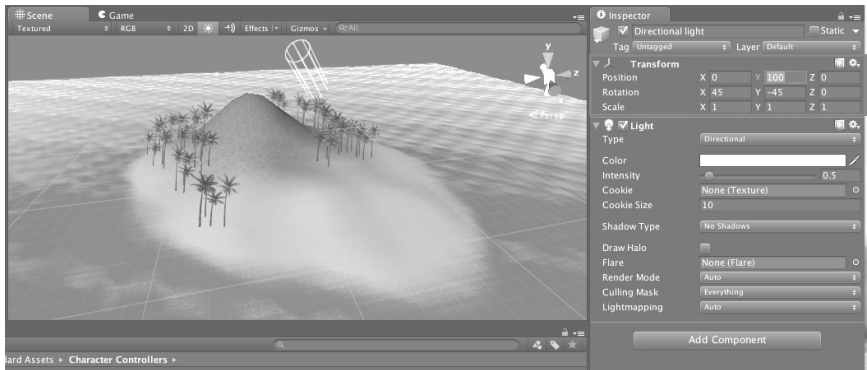 Scene Game
Textured RGB 2D Effects Gizmos All
y
z
x
Persp
lard Assets Character Controllers
Inspector
Directional light Static
Tag Untagged Layer Default
Transform
Position X 0 Y 100 Z 0
Rotation X 45 Y -45 Z 0
Scale X 1 Y 1 Z 1
Light
Type Directional
Color
Intensity 0.5
Cookie None (Texture)
Cookie Size 10
Shadow Type No Shadows
Draw Halo
Flare None (Flare)
Render Mode Auto
Culling Mask Everything
Lightmapping Auto
Add Component